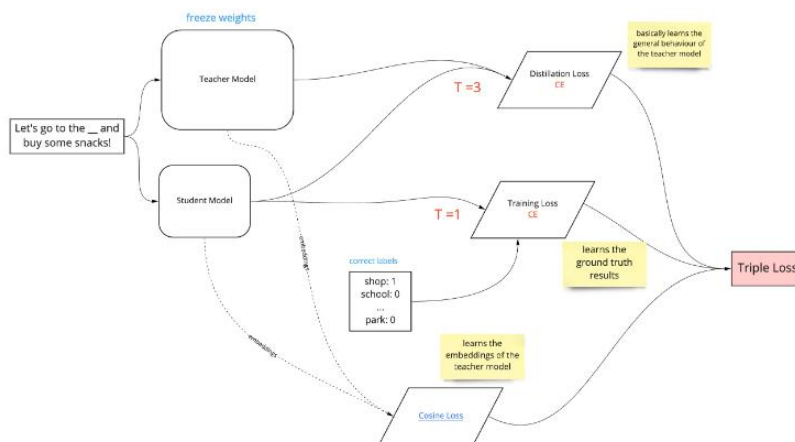 freeze weights
Teacher Model
basically learns the
general behaviour of
the teacher model
Distillation Loss
CE
T =3
Let's go to the __ and
buy some snacks!
Student Model
Training Loss
CE
T =1
embeddings
correct labels
shop: 1
school: 0
...
park: 0
learns the
ground truth
results
Triple Loss
embeddings
learns the
embeddings of the
teacher model
Cosine Loss